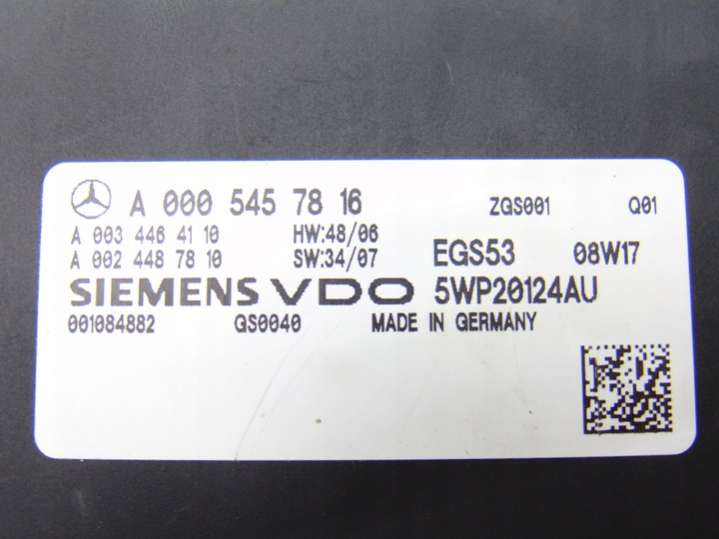 A 000 545 78 16 ZGS001 Q01
A 003 446 41 10 HW:48/06
A 002 448 78 10 SW:34/07 EGS53 08W17
SIEMENS VDO 5WP20124AU
001084882 GS0040 MADE IN GERMANY